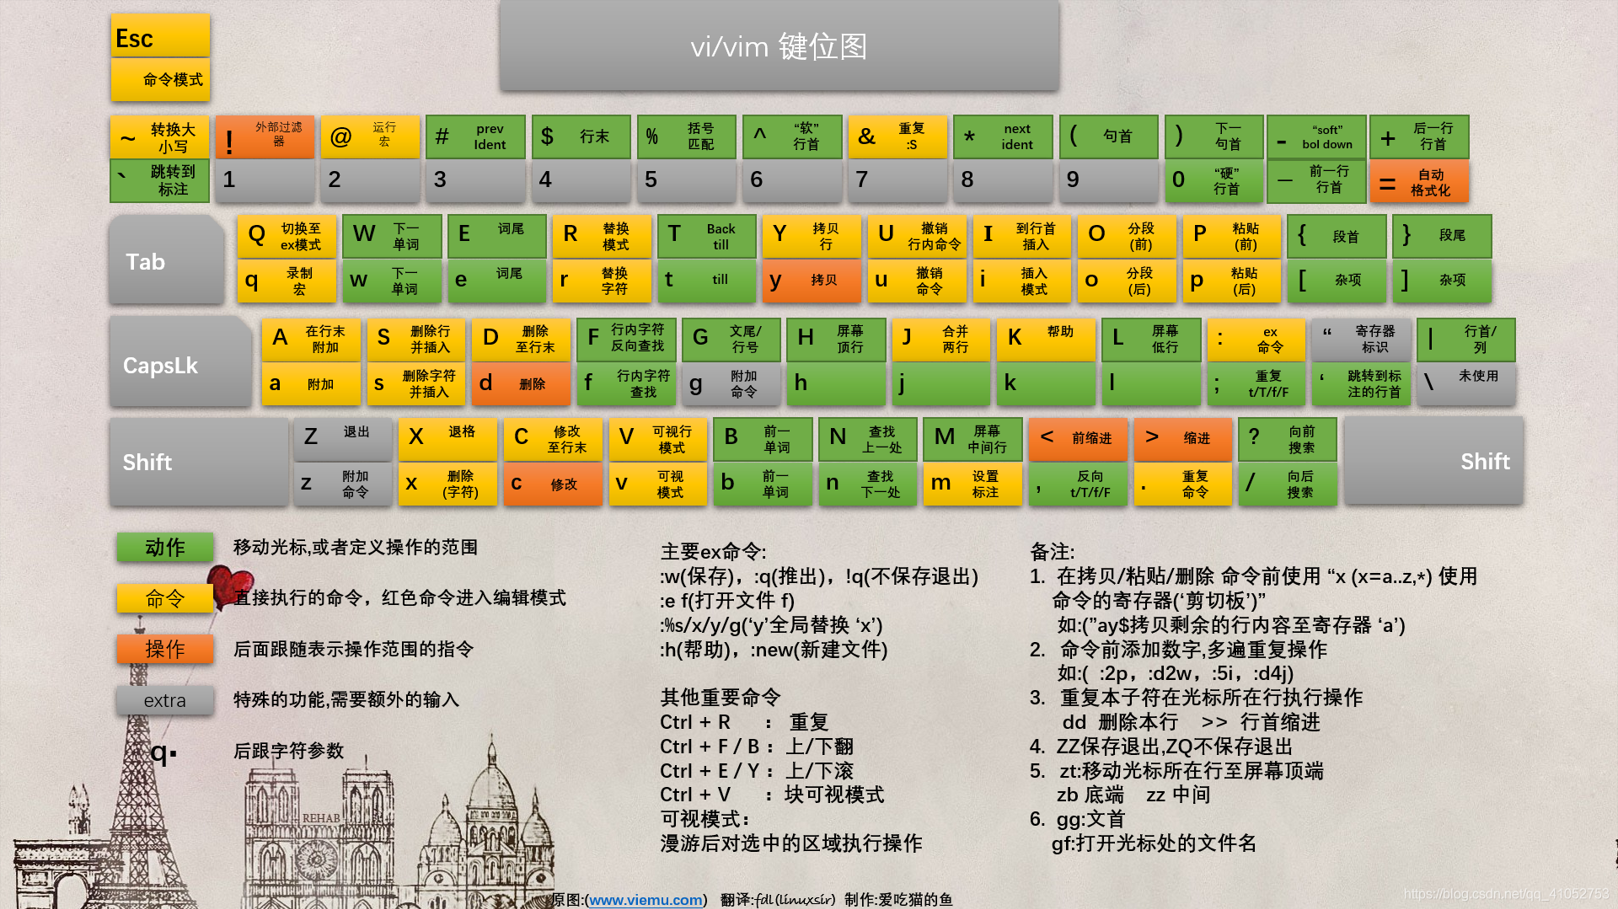 vi/vim 键位图
Esc
命令模式
~ 转换大小写
! 外部过滤器
@ 运行宏
# prev Ident
$ 行末
% 括号匹配
^ “软”行首
& 重复 :S
* next ident
( 句首
) 下一句首
- “soft” bol down
+ 后一行行首
` 跳转到标注
1
2
3
4
5
6
7
8
9
0 “硬”行首
— 前一行行首
= 自动格式化
Tab
Q 切换至ex模式
W 下一单词
E 词尾
R 替换模式
T Back till
Y 拷贝行
U 撤销行内命令
I 到行首插入
O 分段(前)
P 粘贴(前)
{ 段首
} 段尾
q 录制宏
w 下一单词
e 词尾
r 替换字符
t till
y 拷贝
u 撤销命令
i 插入模式
o 分段(后)
p 粘贴(后)
[ 杂项
] 杂项
CapsLk
A 在行末附加
S 删除行并插入
D 删除至行末
F 行内字符反向查找
G 文尾/行号
H 屏幕顶行
J 合并两行
K 帮助
L 屏幕低行
: ex命令
“ 寄存器标识
| 行首/列
a 附加
s 删除字符并插入
d 删除
f 行内字符查找
g 附加命令
h
j
k
l
; 重复 t/T/f/F
‘ 跳转到标注的行首
\ 未使用
Shift
Z 退出
X 退格
C 修改至行末
V 可视行模式
B 前一单词
N 查找上一处
M 屏幕中间行
< 前缩进
> 缩进
? 向前搜索
Shift
z 附加命令
x 删除(字符)
c 修改
v 可视模式
b 前一单词
n 查找下一处
m 设置标注
, 反向 t/T/f/F
. 重复命令
/ 向后搜索
动作 移动光标,或者定义操作的范围
命令 直接执行的命令，红色命令进入编辑模式
操作 后面跟随表示操作范围的指令
extra 特殊的功能,需要额外的输入
q· 后跟字符参数
REHAB
主要ex命令:
:w(保存)，:q(推出)，!q(不保存退出)
:e f(打开文件 f)
:%s/x/y/g(‘y’全局替换 ‘x’)
:h(帮助)，:new(新建文件)
其他重要命令
Ctrl + R ： 重复
Ctrl + F / B ：上/下翻
Ctrl + E / Y ：上/下滚
Ctrl + V ：块可视模式
可视模式：
漫游后对选中的区域执行操作
备注:
1. 在拷贝/粘贴/删除 命令前使用 “x (x=a..z,*) 使用
命令的寄存器(‘剪切板’)”
如:(”ay$拷贝剩余的行内容至寄存器 ‘a’)
2. 命令前添加数字,多遍重复操作
如:( :2p，:d2w，:5i，:d4j)
3. 重复本子符在光标所在行执行操作
dd 删除本行 >> 行首缩进
4. ZZ保存退出,ZQ不保存退出
5. zt:移动光标所在行至屏幕顶端
zb 底端 zz 中间
6. gg:文首
gf:打开光标处的文件名
原图:(www.viemu.com) 翻译:fdl(linuxsir) 制作:爱吃猫的鱼
https://blog.csdn.net/qq_41052753